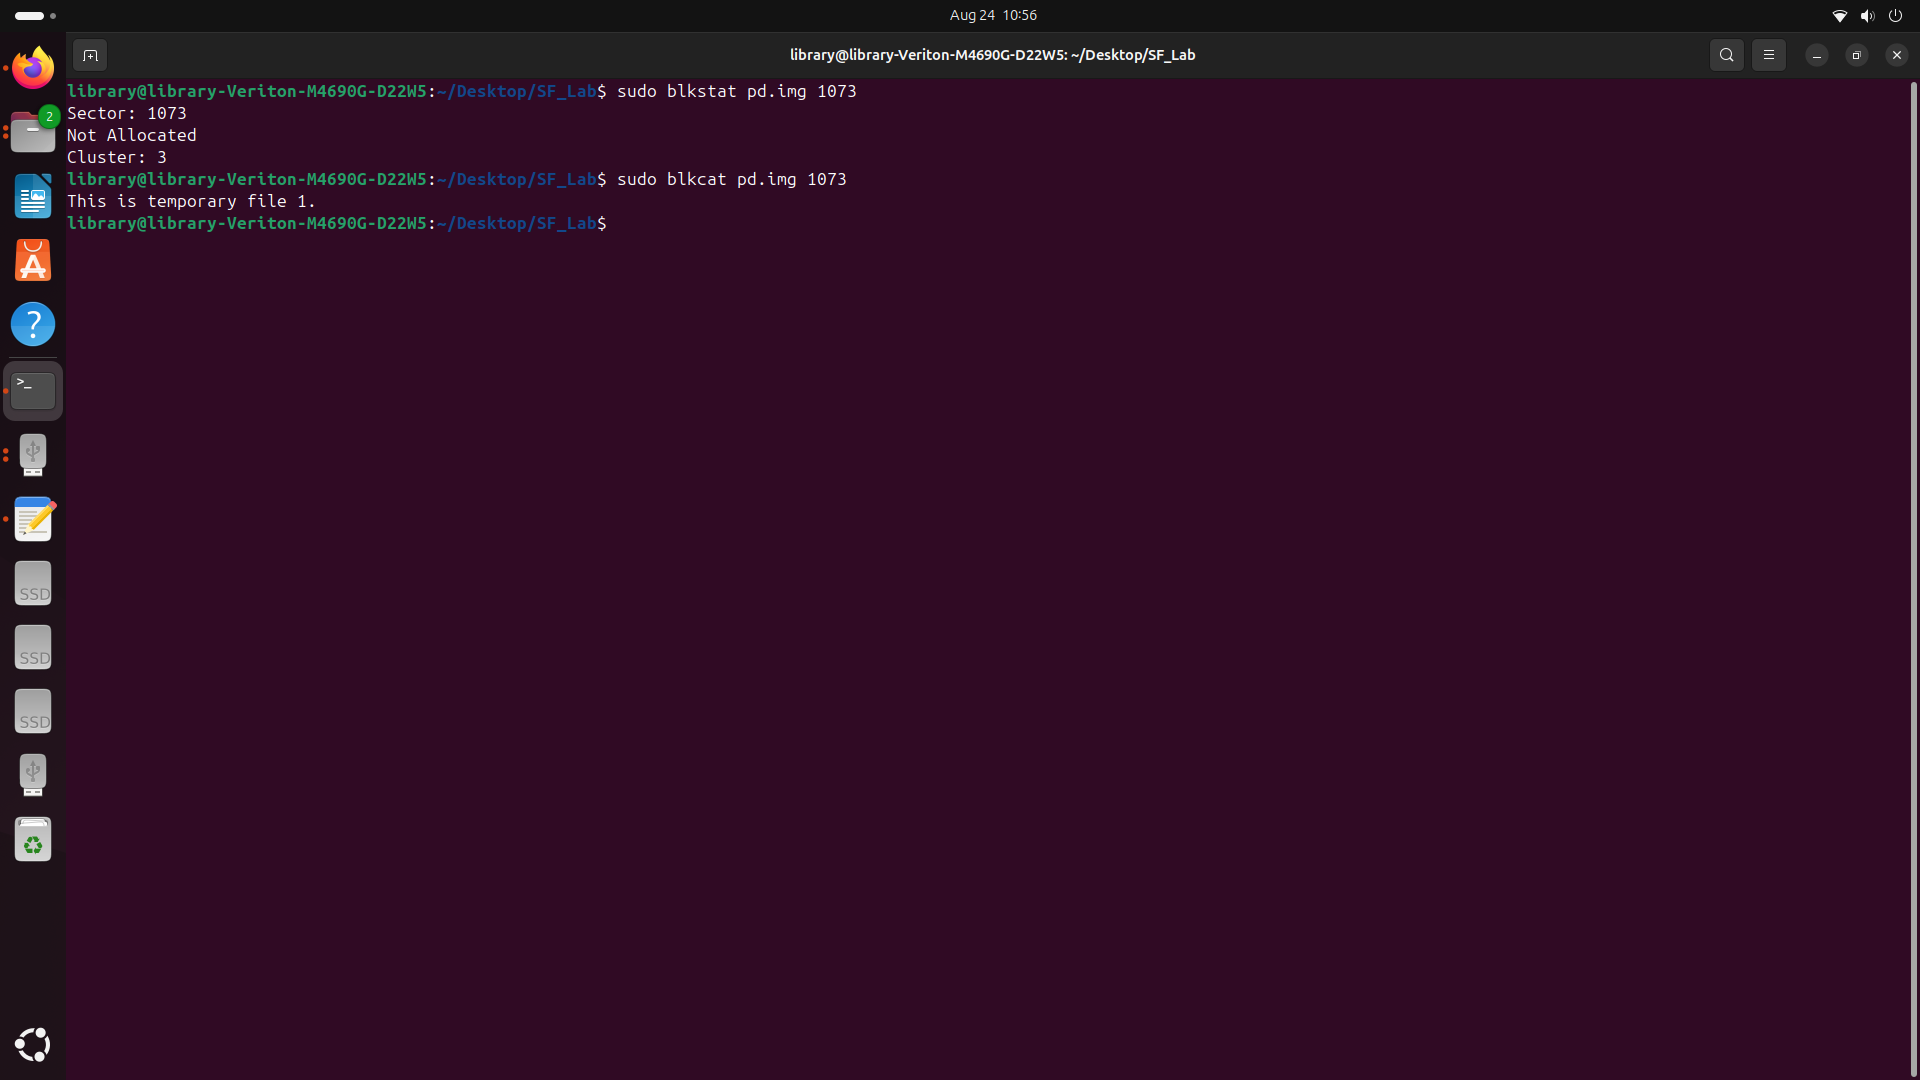 Aug 24 10:56
library@library-Veriton-M4690G-D22W5: ~/Desktop/SF_Lab
library@library-Veriton-M4690G-D22W5:~/Desktop/SF_Lab$ sudo blkstat pd.img 1073
Sector: 1073
Not Allocated
Cluster: 3
library@library-Veriton-M4690G-D22W5:~/Desktop/SF_Lab$ sudo blkcat pd.img 1073
This is temporary file 1.
library@library-Veriton-M4690G-D22W5:~/Desktop/SF_Lab$
2
?
>_
SSD
SSD
SSD